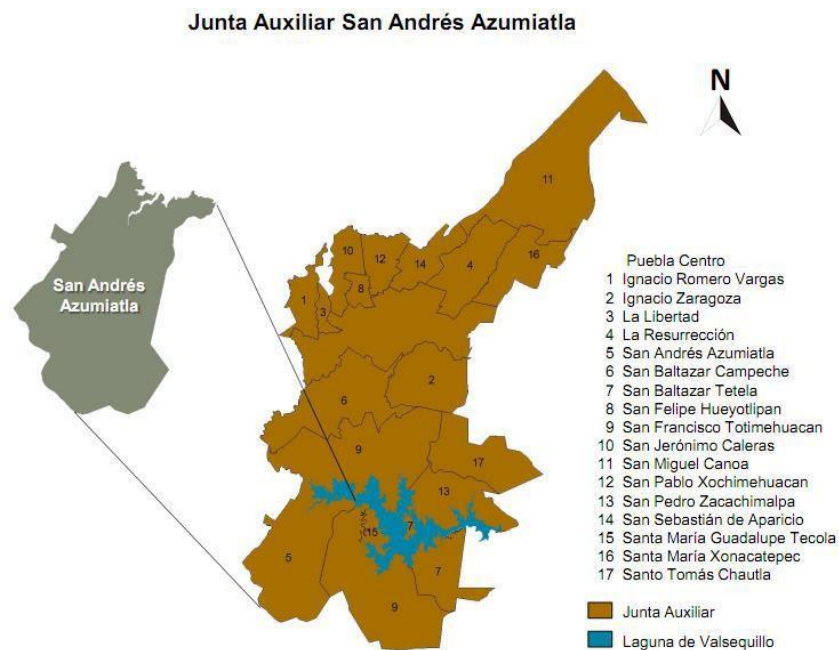 Junta Auxiliar San Andrés Azumiatla
N
San Andrés
Azumiatla
11
10
12
14
4
16
8
1
3
2
6
9
17
13
15
7
5
7
9
Puebla Centro
1 Ignacio Romero Vargas
2 Ignacio Zaragoza
3 La Libertad
4 La Resurrección
5 San Andrés Azumiatla
6 San Baltazar Campeche
7 San Baltazar Tetela
8 San Felipe Hueyotlipan
9 San Francisco Totimehuacan
10 San Jerónimo Caleras
11 San Miguel Canoa
12 San Pablo Xochimehuacan
13 San Pedro Zacachimalpa
14 San Sebastián de Aparicio
15 Santa María Guadalupe Tecola
16 Santa María Xonacatepec
17 Santo Tomás Chautla
Junta Auxiliar
Laguna de Valsequillo